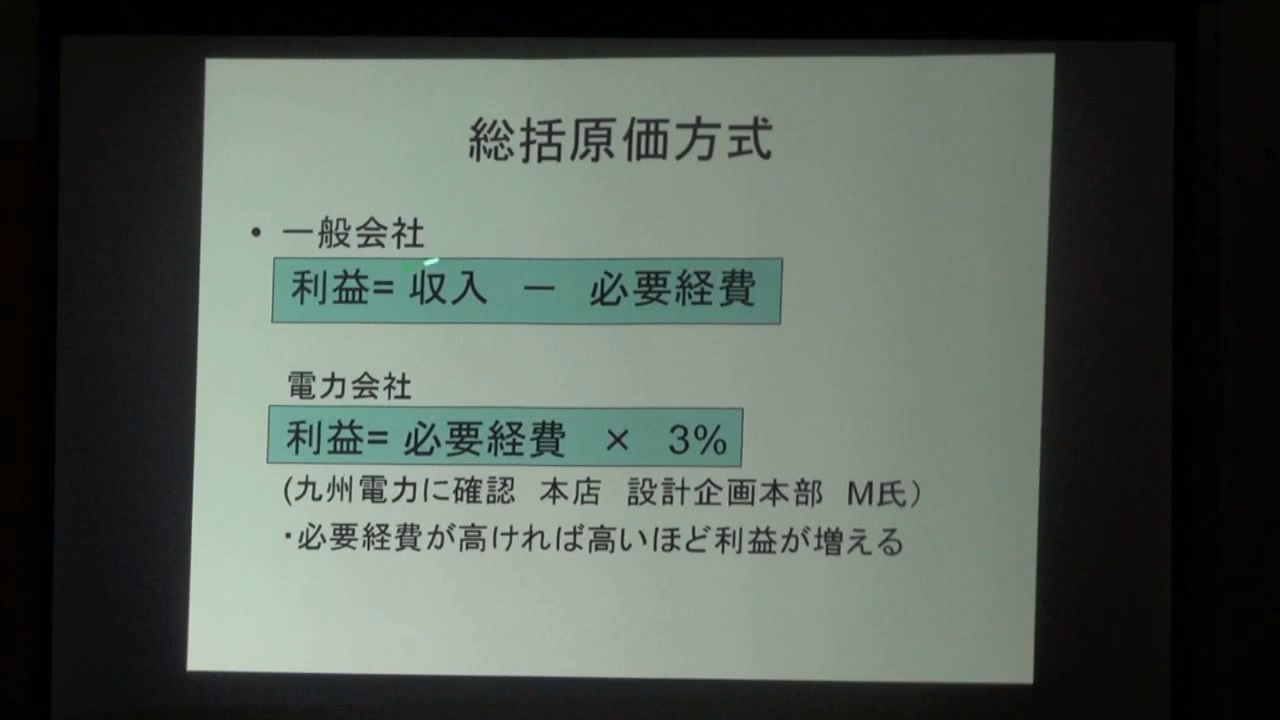 総括原価方式
• 一般会社
利益= 収入 － 必要経費
電力会社
利益= 必要経費 × 3%
(九州電力に確認 本店 設計企画本部 M氏）
・必要経費が高ければ高いほど利益が増える